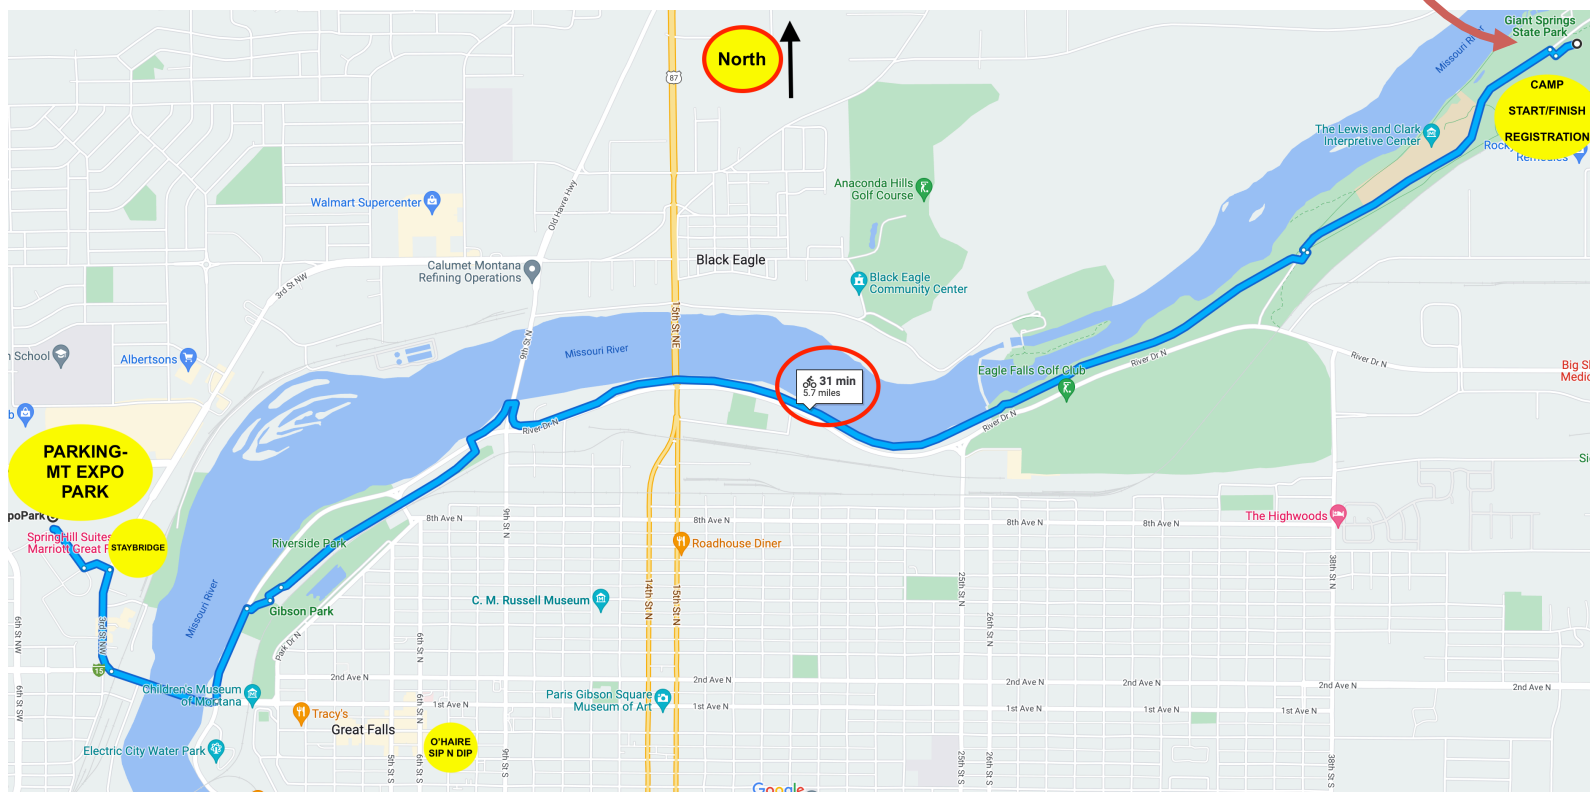 Giant Springs
State Park
Missouri River
North
87
CAMP
START/FINISH
REGISTRATION
The Lewis and Clark
Interpretive Center
Remedies
Anaconda Hills
Golf Course
Walmart Supercenter
Old Havre Hwy
Black Eagle
Calumet Montana
Refining Operations
3rd St NW
Black Eagle
Community Center
15th St NE
9th St N
Missouri River
School
Albertsons
31 min
5.7 miles
Eagle Falls Golf Club
River Dr N
River Dr N
Big S
Medic
b
River Dr N
River Dr N
PARKING-
MT EXPO
PARK
poPark
SpringHill Suites
Marriott Great F
STAYBRIDGE
Riverside Park
8th Ave N
8th Ave N
8th Ave N
8th Ave N
9th St N
The Highwoods
Roadhouse Diner
C. M. Russell Museum
14th St N
15th St N
25th St N
26th St N
38th St N
Missouri River
Gibson Park
Park Dr N
6th St N
6th St NW
3rd St NW
15
2nd Ave N
2nd Ave N
2nd Ave N
2nd Ave N
2nd Ave N
Children's Museum
of Montana
6th St SW
1st Ave N
1st Ave N
1st Ave N
1st Ave N
1st Ave N
6th St N
Paris Gibson Square
Museum of Art
Tracy's
Great Falls
O'HAIRE
SIP N DIP
Electric City Water Park
5th St S
6th St S
9th St S
25th St S
26th St S
38th St S
Google